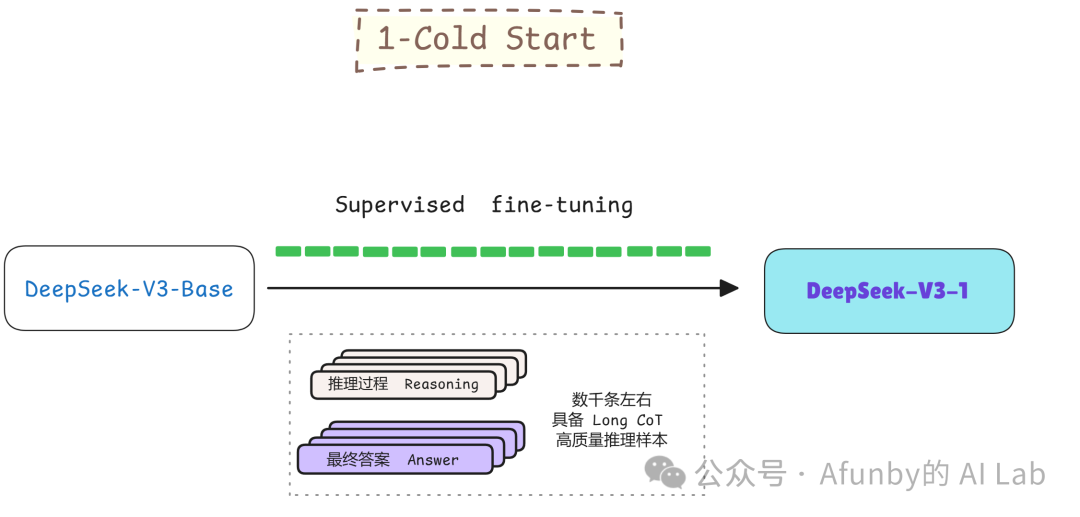 1-Cold Start
Supervised fine-tuning
DeepSeek-V3-Base
DeepSeek-V3-1
推理过程 Reasoning
最终答案 Answer
数千条左右
具备 Long CoT
高质量推理样本
公众号 · Afunby的 AI Lab